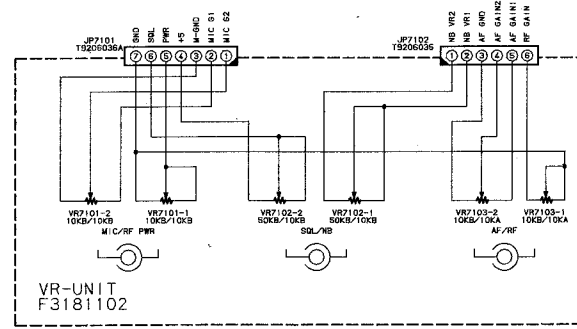 GND
SQL
PWR
+5
M-GND
MIC G1
MIC G2
NB VR2
NB VR1
AF GND
AF GAIN2
AF GAIN1
RF GAIN
JP7101
T9206036A
7 6 5 4 3 2 1
JP7102
T9206036
1 2 3 4 5 6
VR7101-2
10KB/10KB
VR7101-1
10KB/10KB
MIC/RF PWR
VR7102-2
50KB/10KB
VR7102-1
50KB/10KB
SQL/NB
VR7103-2
10KB/10KA
VR7103-1
10KB/10KA
AF/RF
VR-UNIT
F3181102